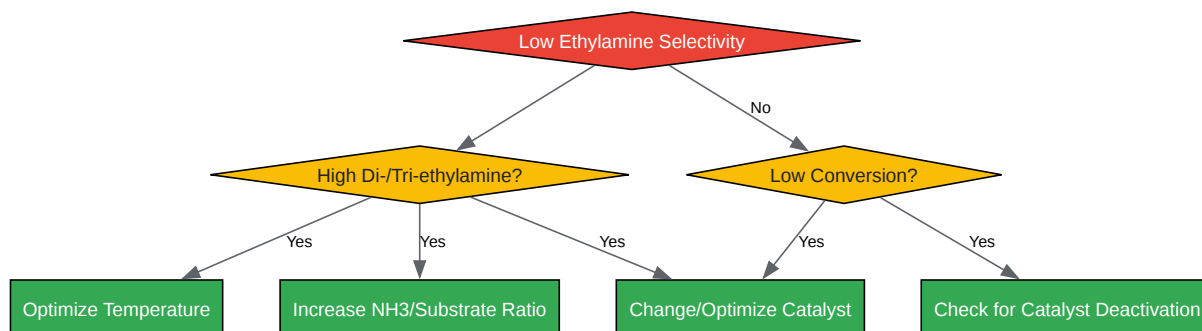 Low Ethylamine Selectivity
No
High Di-/Tri-ethylamine?
Low Conversion?
Yes
Yes
Yes
Yes
Yes
Optimize Temperature
Increase NH3/Substrate Ratio
Change/Optimize Catalyst
Check for Catalyst Deactivation